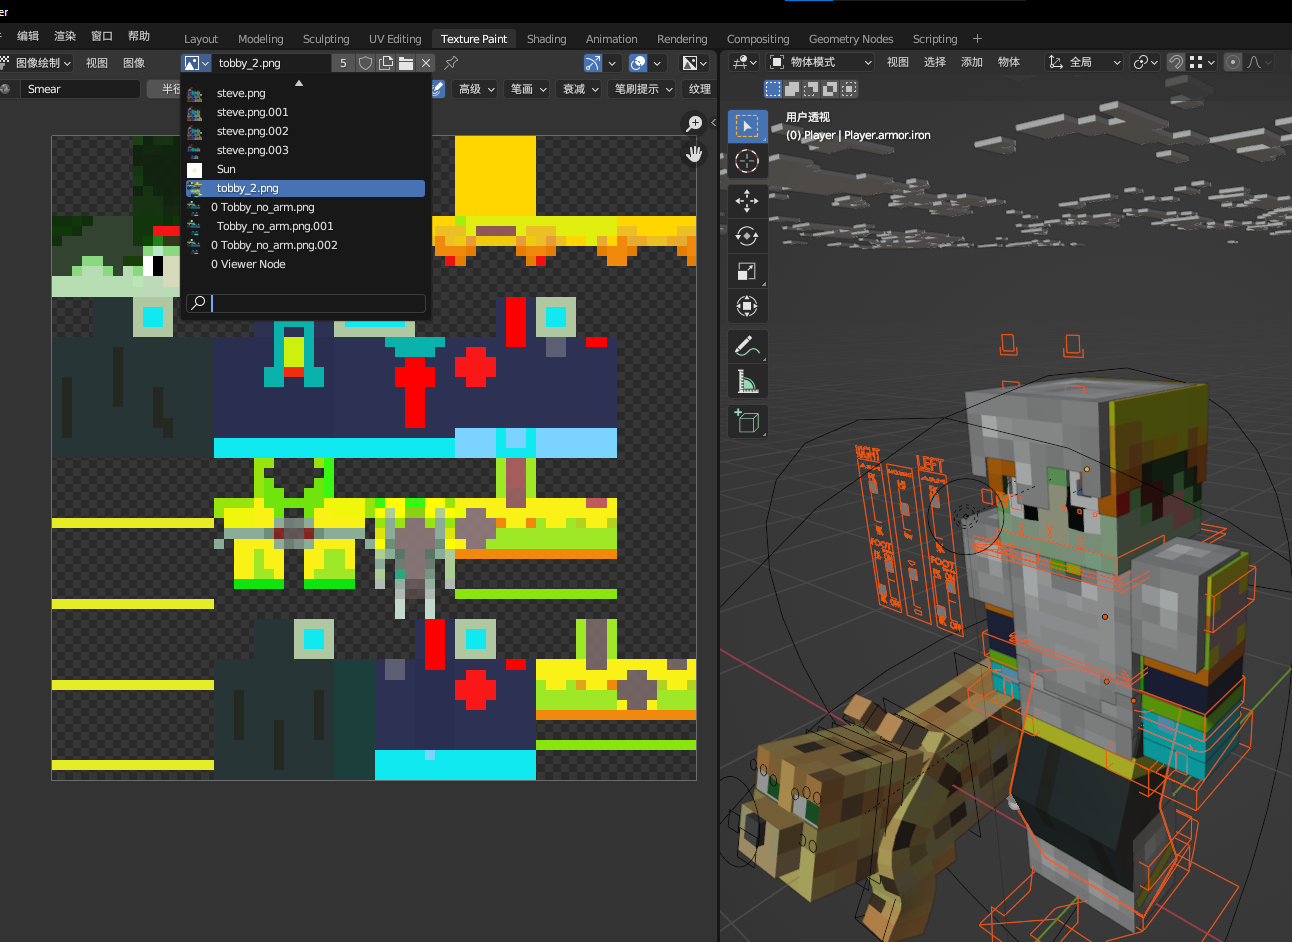 er
编辑 渲染 窗口 帮助 Layout Modeling Sculpting UV Editing Texture Paint Shading Animation Rendering Compositing Geometry Nodes Scripting +
图像绘制 视图 图像 tobby_2.png 5 物体模式 视图 选择 添加 物体 全局
Smear 半径 高级 笔画 衰减 笔刷提示 纹理
steve.png
steve.png.001
steve.png.002
steve.png.003
Sun
tobby_2.png
0 Tobby_no_arm.png
Tobby_no_arm.png.001
0 Tobby_no_arm.png.002
0 Viewer Node
用户透视
(0) Player | Player.armor.iron
RIGHT
LEFT